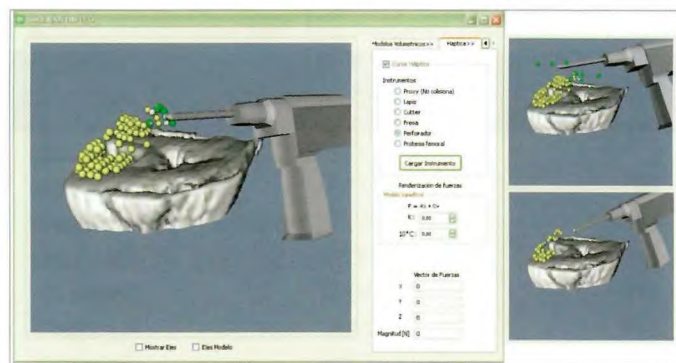 Modelos Volumetricos >> Haptica >>
Cursor Háptico
Instrumentos
Proxy (No colisiona)
Lapiz
Cutter
Fresa
Perforador
Protesis Femoral
Cargar Instrumento
Renderización de fuerzas
Vector de Fuerzas
X 0
Y 0
Z 0
Magnitud [N] 0
Mostrar Ejes Ejes Modelo